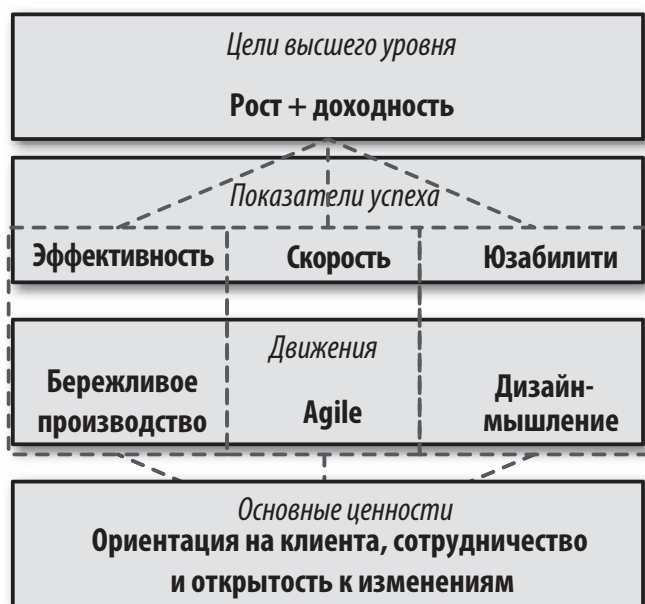 Цели высшего уровня
Рост + доходность
Показатели успеха
Эффективность
Скорость
Юзабилити
Движения
Бережливое
производство
Agile
Дизайн-
мышление
Основные ценности
Ориентация на клиента, сотрудничество
и открытость к изменениям